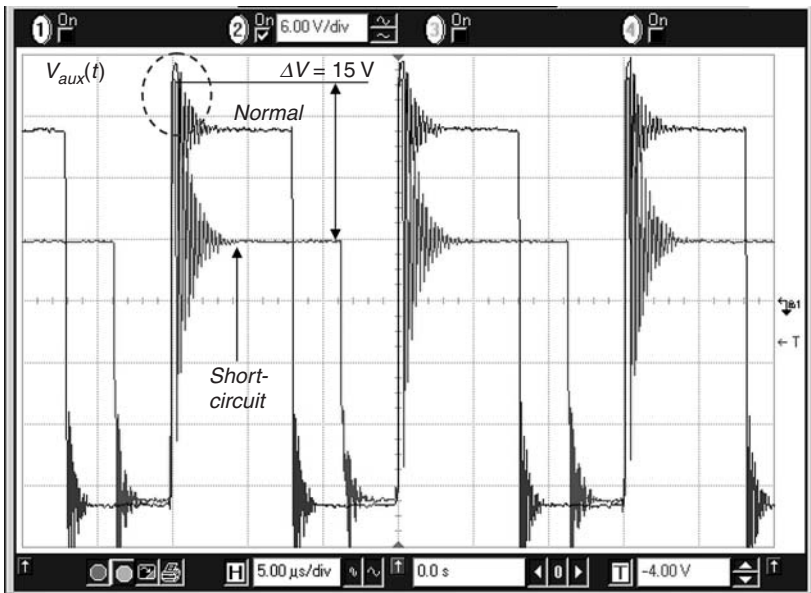 1 On 2 On 6.00 V/div 3 On 4 On
V_aux(t)
ΔV = 15 V
Normal
T
Short-
circuit
H 5.00 µs/div 0.0 s 0 T -4.00 V